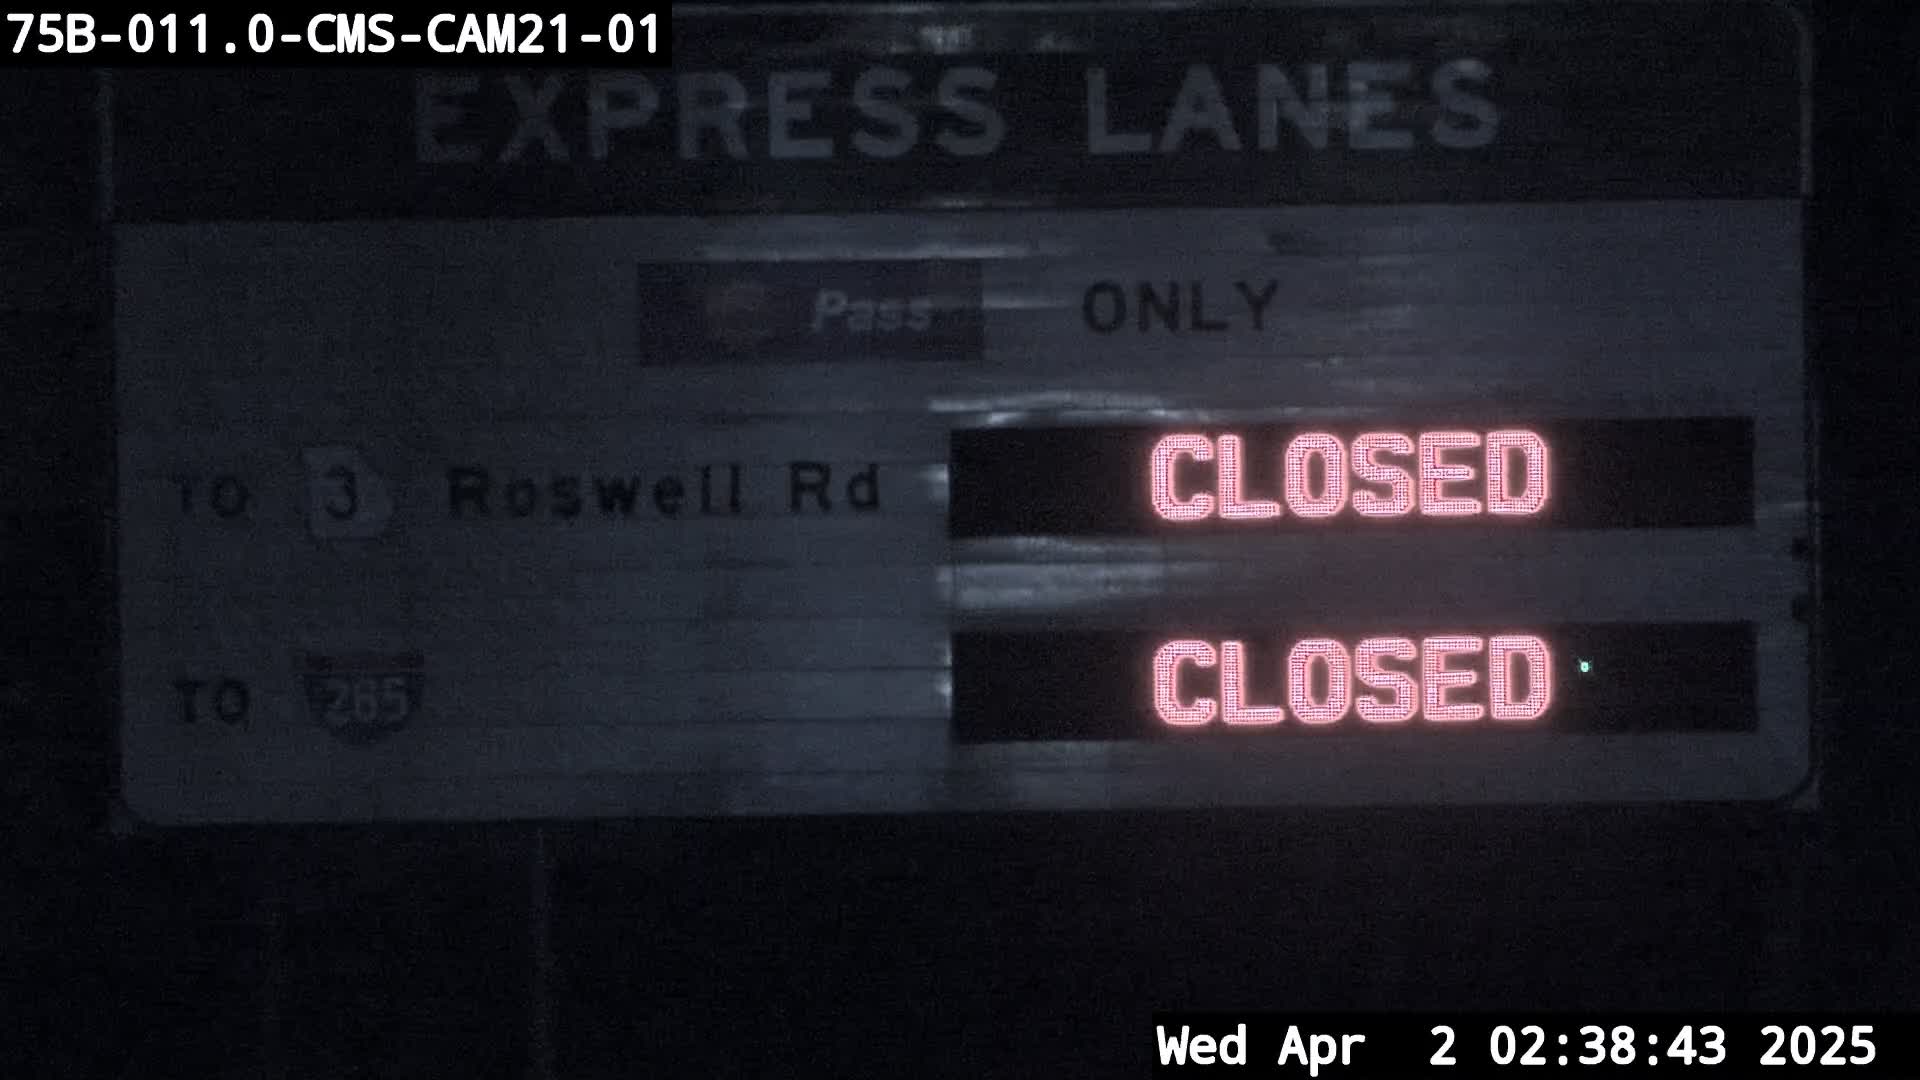 75B-011.0-CMS-CAM21-01
EXPRESS LANES
Pass ONLY
TO 3 Roswell Rd CLOSED
TO 285 CLOSED
Wed Apr 2 02:38:43 2025